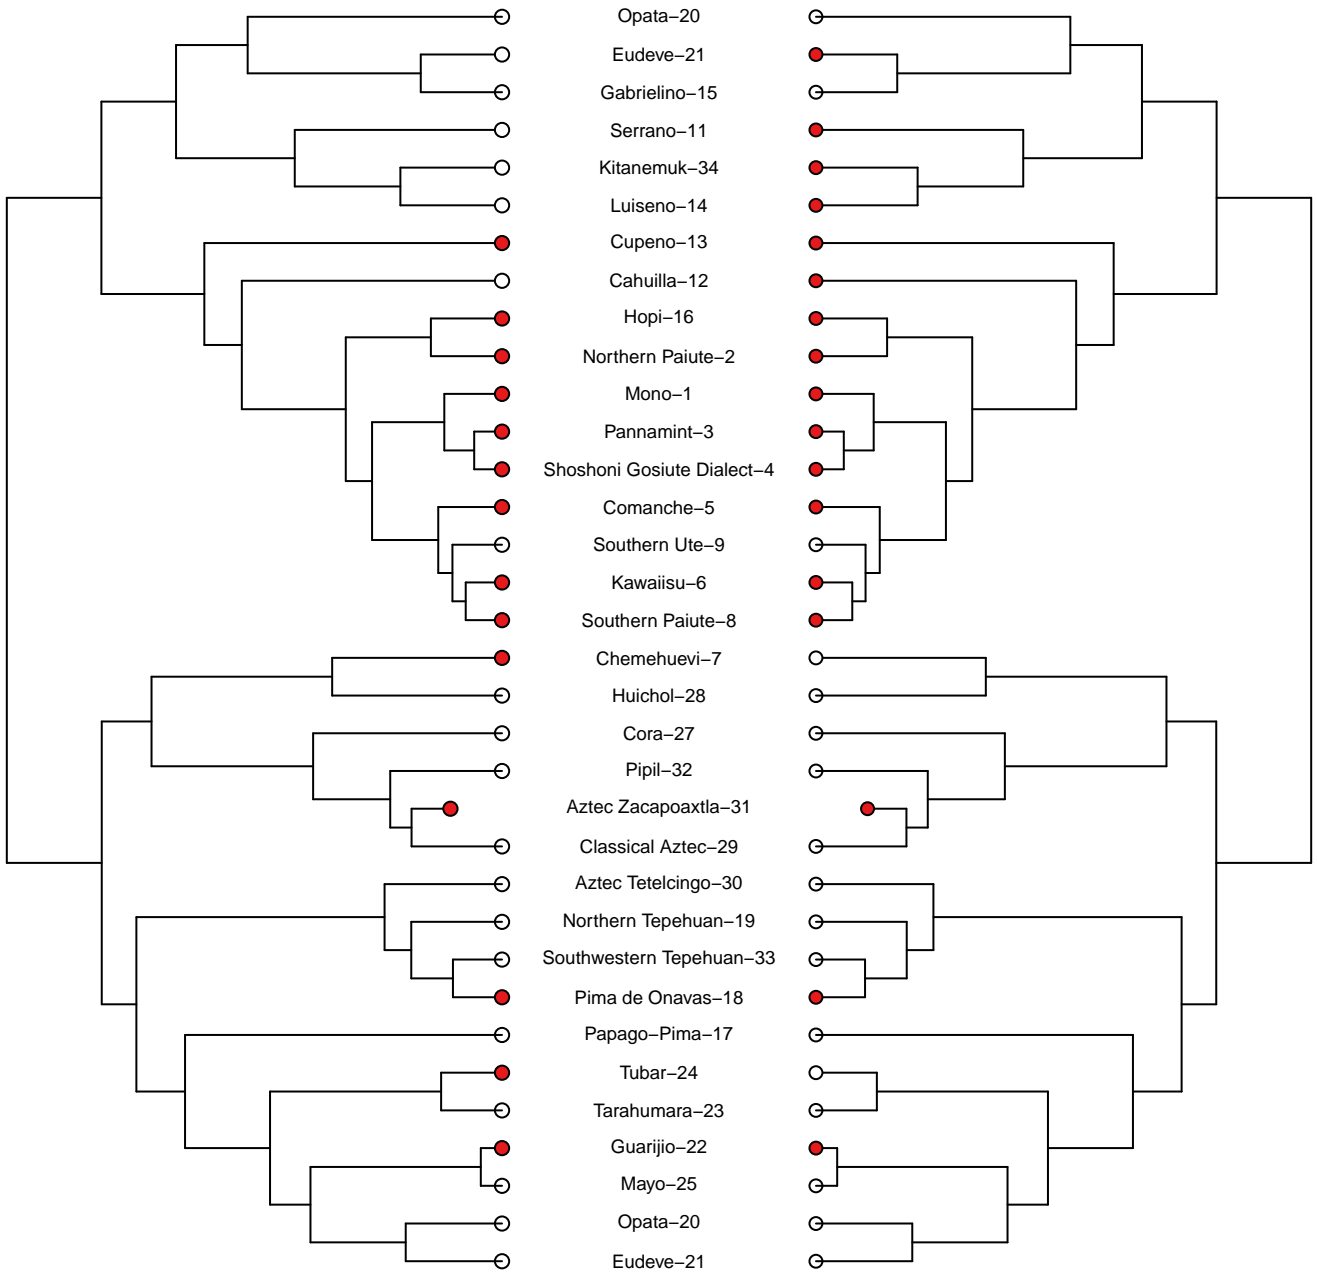 Opata–20
Eudeve–21
Gabrielino–15
Serrano–11
Kitanemuk–34
Luiseno–14
Cupeno–13
Cahuilla–12
Hopi–16
Northern Paiute–2
Mono–1
Pannamint–3
Shoshoni Gosiute Dialect–4
Comanche–5
Southern Ute–9
Kawaiisu–6
Southern Paiute–8
Chemehuevi–7
Huichol–28
Cora–27
Pipil–32
Aztec Zacapoaxtla–31
Classical Aztec–29
Aztec Tetelcingo–30
Northern Tepehuan–19
Southwestern Tepehuan–33
Pima de Onavas–18
Papago–Pima–17
Tubar–24
Tarahumara–23
Guarijio–22
Mayo–25
Opata–20
Eudeve–21